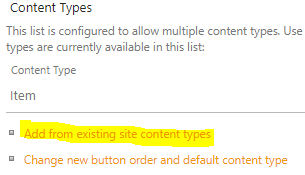 Content Types
This list is configured to allow multiple content types. Use
types are currently available in this list:
Content Type
Item
Add from existing site content types
Change new button order and default content type